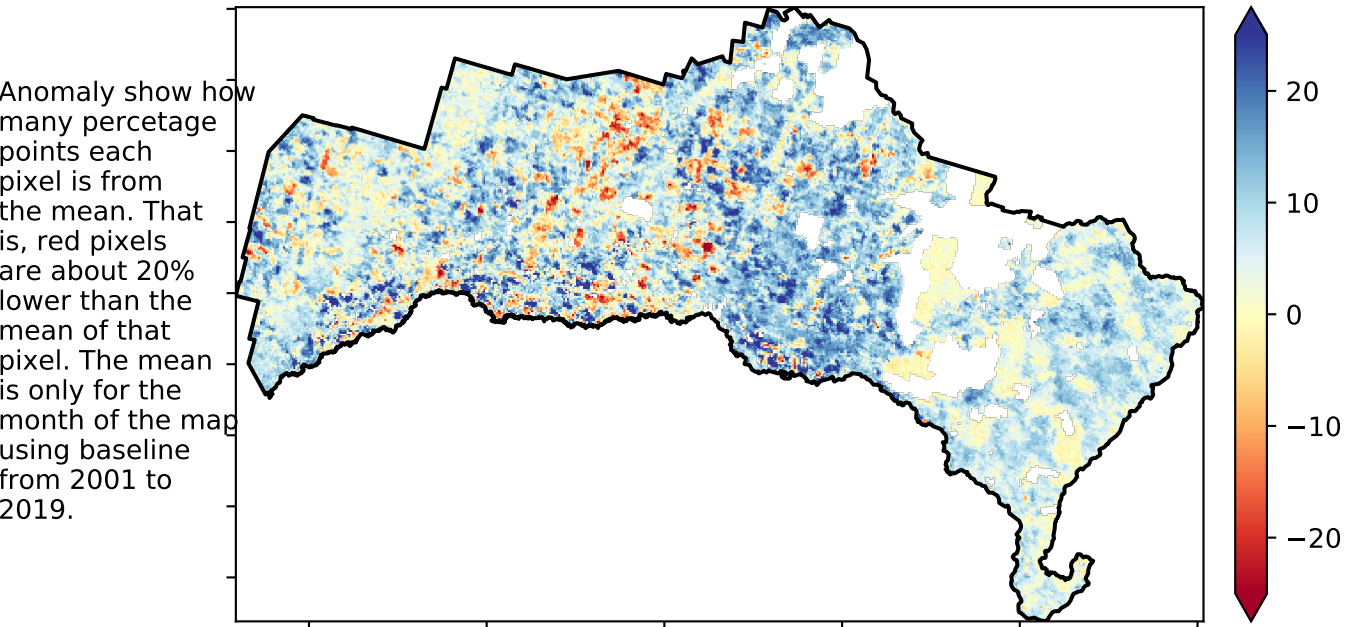 Anomaly show how
many percetage
points each
pixel is from
the mean. That
is, red pixels
are about 20%
lower than the
mean of that
pixel. The mean
is only for the
month of the map
using baseline
from 2001 to
2019.
20
10
0
−10
−20